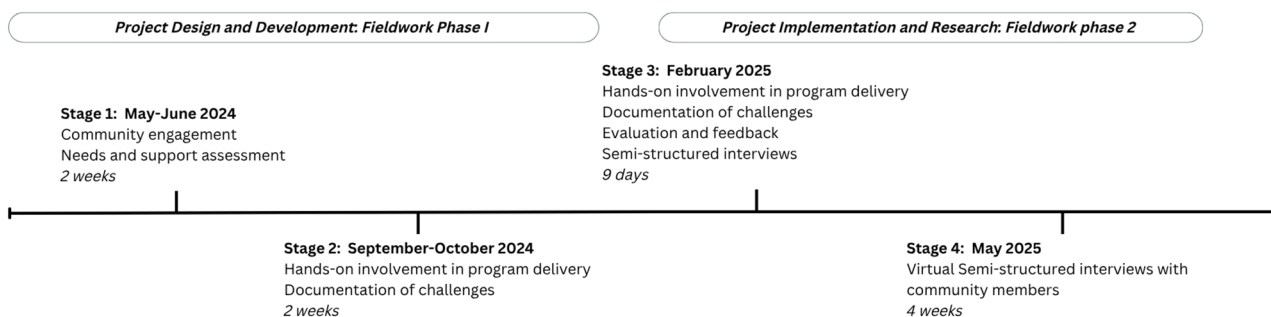 Project Design and Development: Fieldwork Phase I
Project Implementation and Research: Fieldwork phase 2
Stage 1: May-June 2024
Community engagement
Needs and support assessment
2 weeks
Stage 2: September-October 2024
Hands-on involvement in program delivery
Documentation of challenges
2 weeks
Stage 3: February 2025
Hands-on involvement in program delivery
Documentation of challenges
Evaluation and feedback
Semi-structured interviews
9 days
Stage 4: May 2025
Virtual Semi-structured interviews with
community members
4 weeks